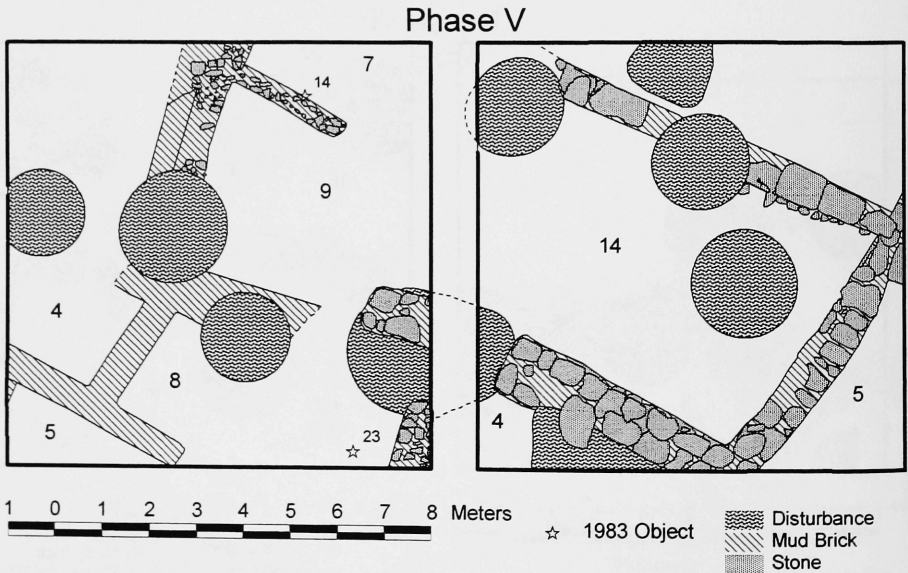 Phase V
7
14
9
4
8
5
23
14
4
5
1 0 1 2 3 4 5 6 7 8 Meters
☆ 1983 Object
Disturbance
Mud Brick
Stone